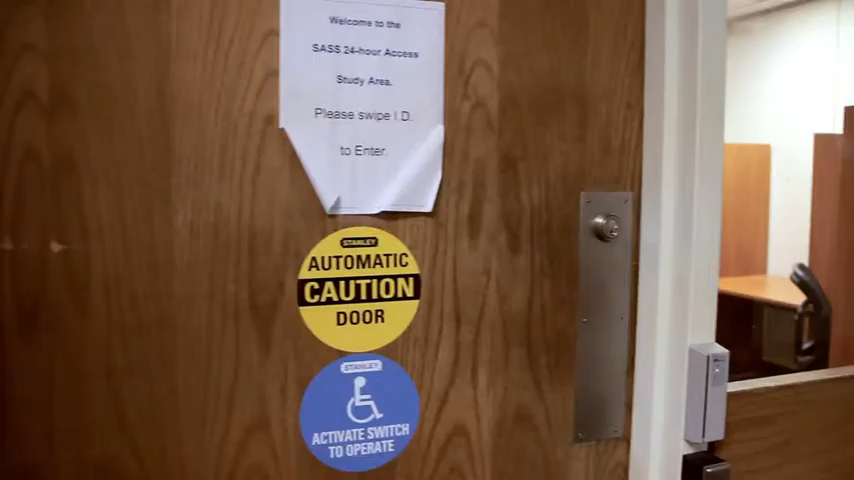 Welcome to the
SASS 24-hour Access
Study Area.
Please swipe I.D.
to Enter.
STANLEY
AUTOMATIC
CAUTION
DOOR
STANLEY
ACTIVATE SWITCH
TO OPERATE